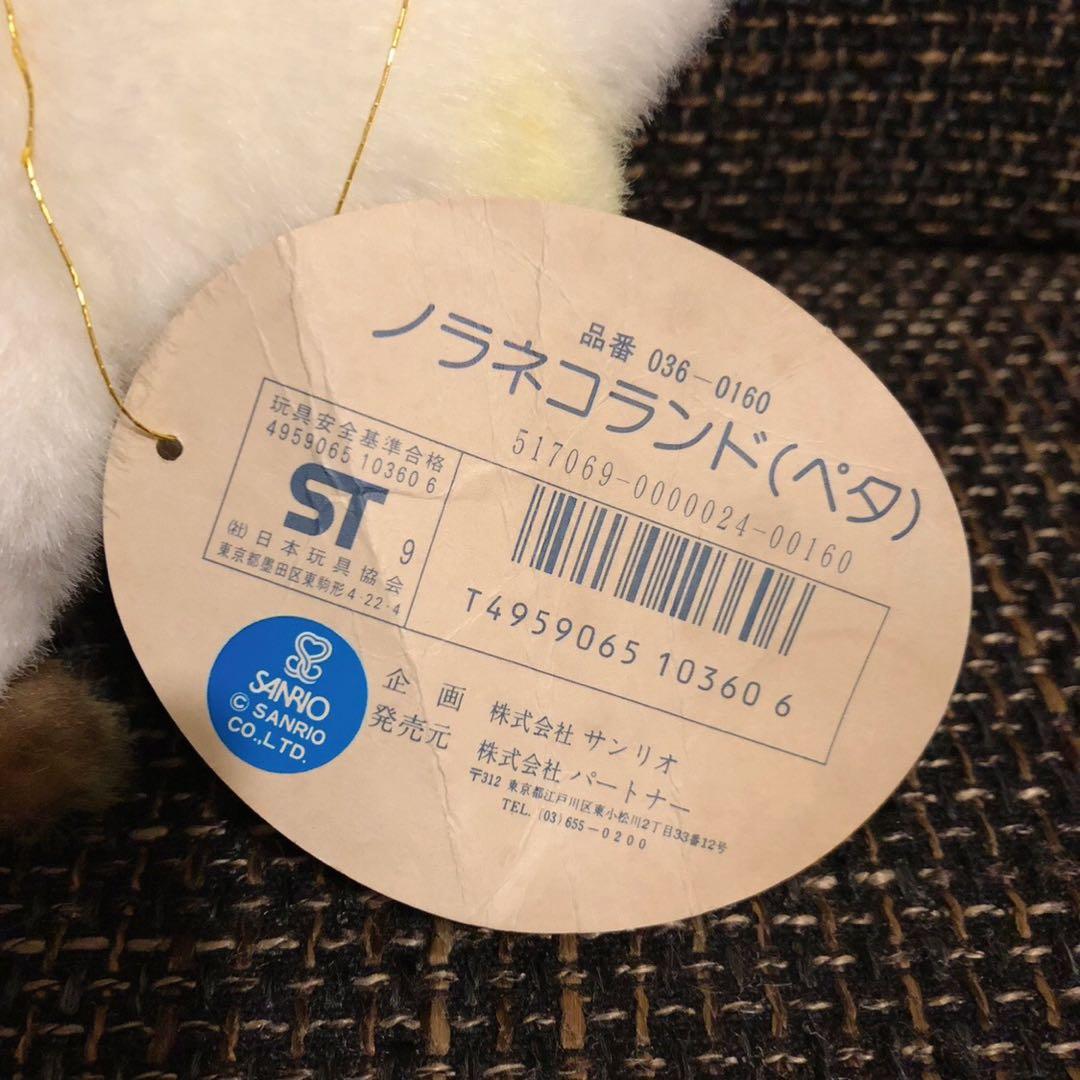 品番 036-0160
ノラネコランド(ペタ)
517069-0000024-00160
玩具安全基準合格
4959065 10360 6
ST 9
(社)日本玩具協会
東京都墨田区東駒形4-22-4
T4959065 10360 6
SANRIO
© SANRIO
CO.,LTD.
企画 株式会社 サンリオ
発売元 株式会社 パートナー
〒312 東京都江戸川区東小松川2丁目33番12号
TEL. (03)655-0200